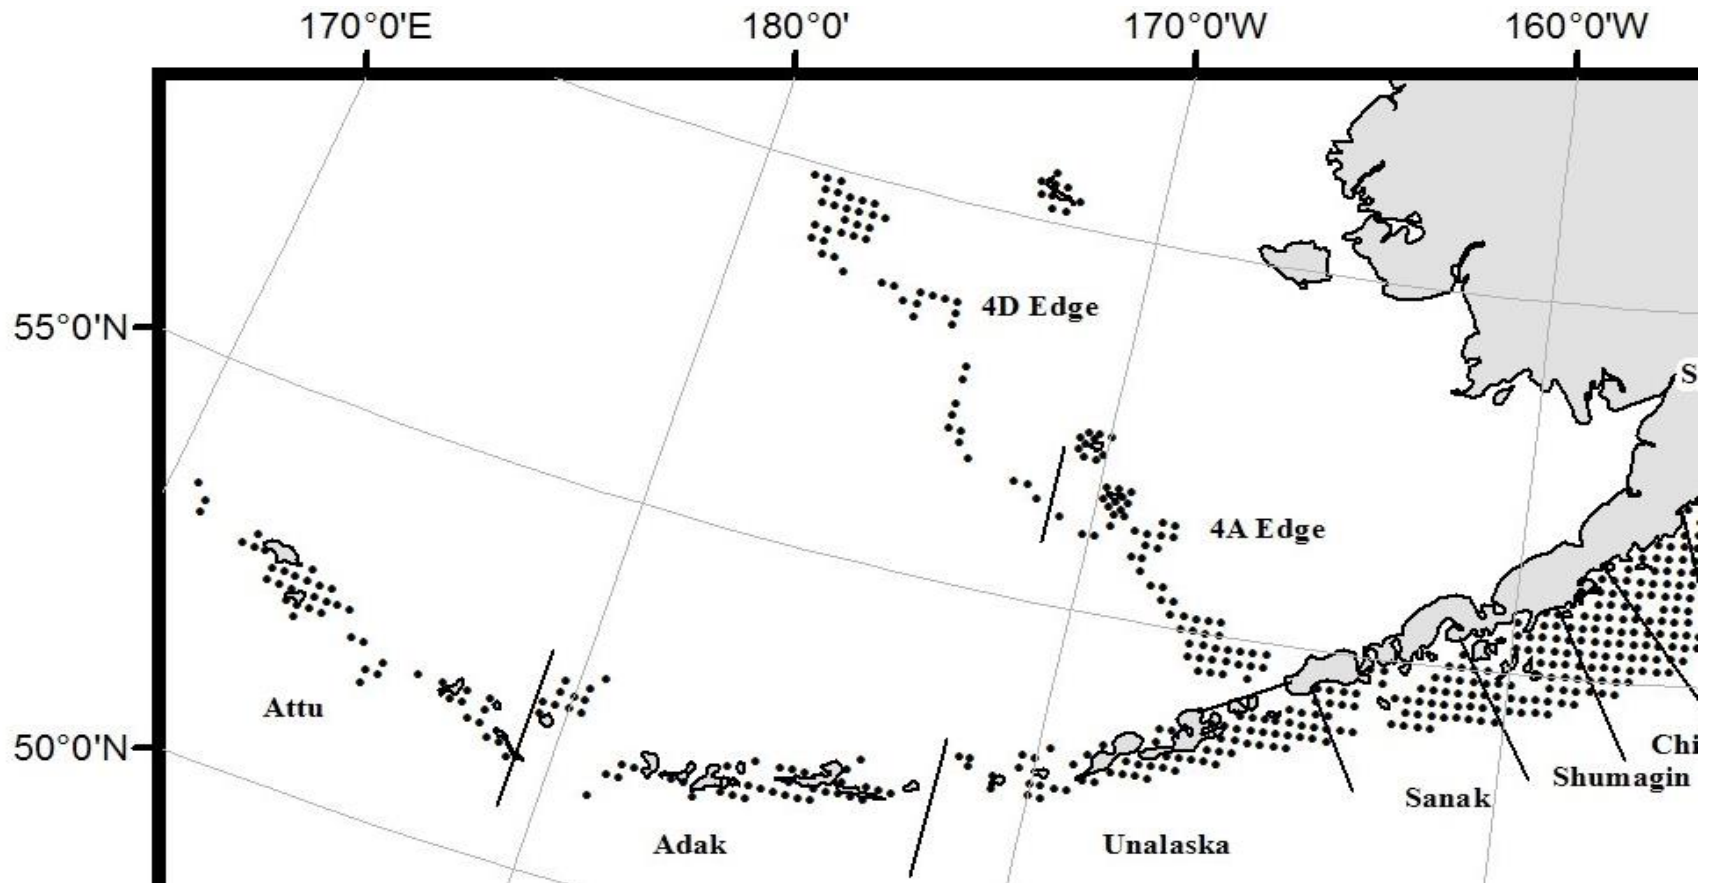 170°0'E 180°0' 170°0'W 160°0'W
4D Edge
55°0'N
S
4A Edge
Attu
50°0'N
Chi
Shumagin
Sanak
Adak
Unalaska